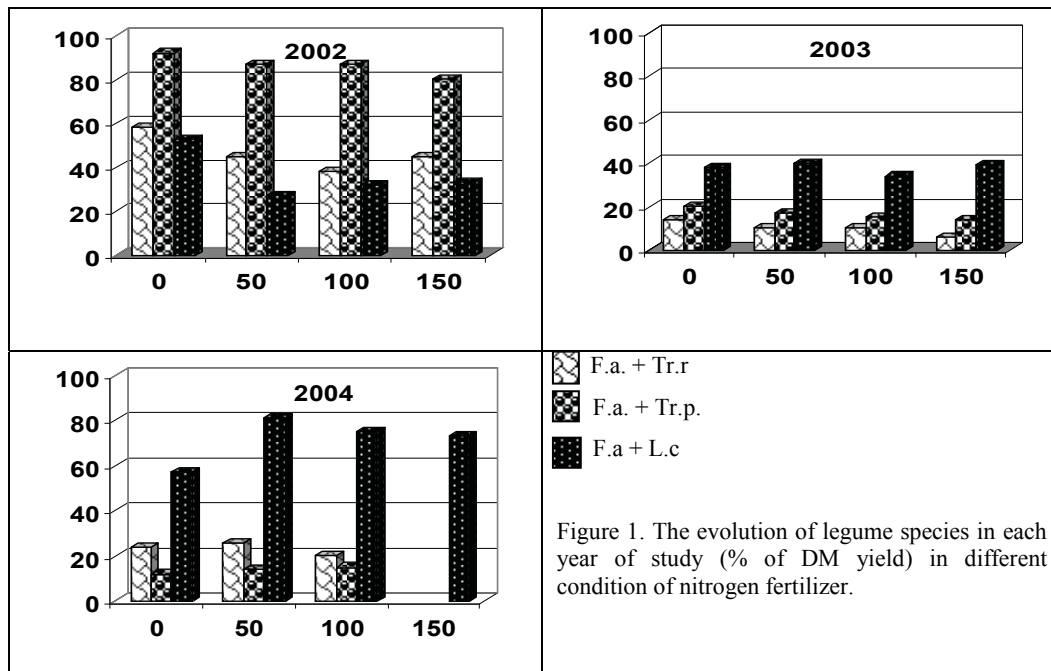 2002
100
80
60
40
20
0
0 50 100 150
2003
100
80
60
40
20
0
0 50 100 150
2004
100
80
60
40
20
0
0 50 100 150
F.a. + Tr.r
F.a. + Tr.p.
F.a + L.c
Figure 1. The evolution of legume species in each
year of study (% of DM yield) in different
condition of nitrogen fertilizer.